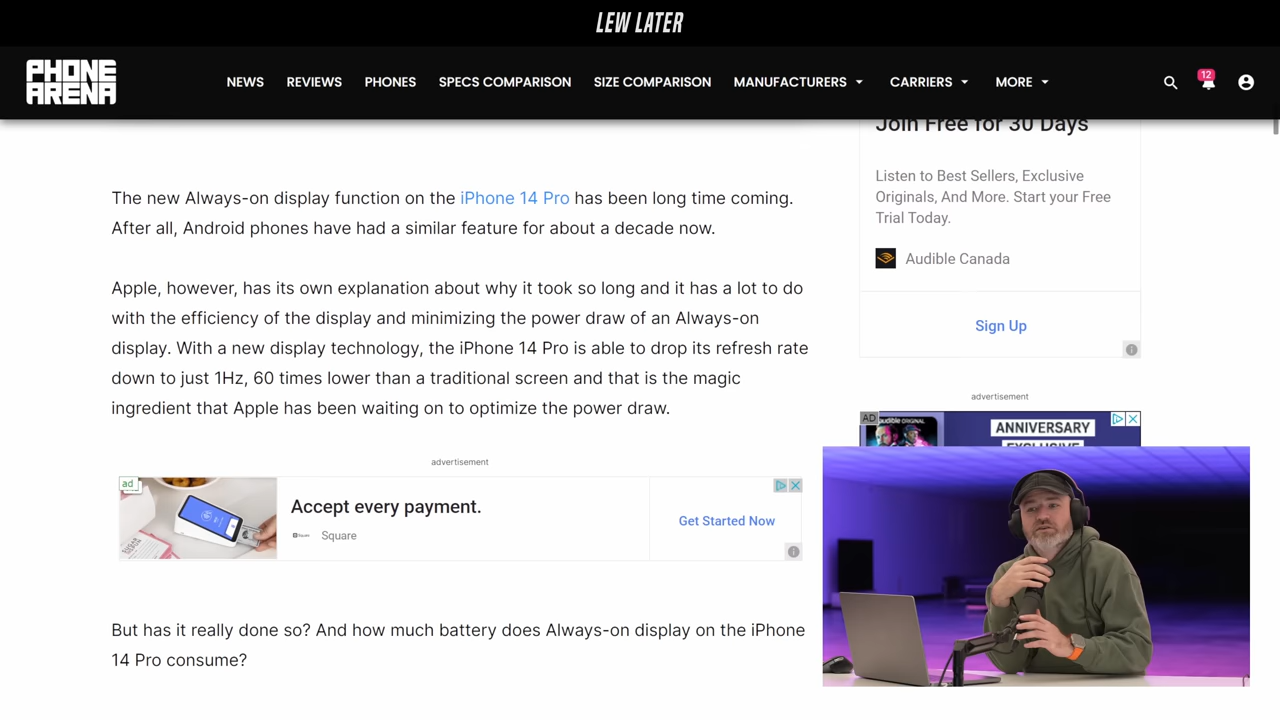 LEW LATER
PHONE
ARENA
NEWS
REVIEWS
PHONES
SPECS COMPARISON
SIZE COMPARISON
MANUFACTURERS
CARRIERS
MORE
12
The new Always-on display function on the iPhone 14 Pro has been long time coming.
After all, Android phones have had a similar feature for about a decade now.
Apple, however, has its own explanation about why it took so long and it has a lot to do
with the efficiency of the display and minimizing the power draw of an Always-on
display. With a new display technology, the iPhone 14 Pro is able to drop its refresh rate
down to just 1Hz, 60 times lower than a traditional screen and that is the magic
ingredient that Apple has been waiting on to optimize the power draw.
advertisement
ad
Accept every payment.
Square
Get Started Now
But has it really done so? And how much battery does Always-on display on the iPhone
14 Pro consume?
Join Free for 30 Days
Listen to Best Sellers, Exclusive
Originals, And More. Start your Free
Trial Today.
Audible Canada
Sign Up
advertisement
AD
audible ORIGINAL
ANNIVERSARY
EXCLUSIVE